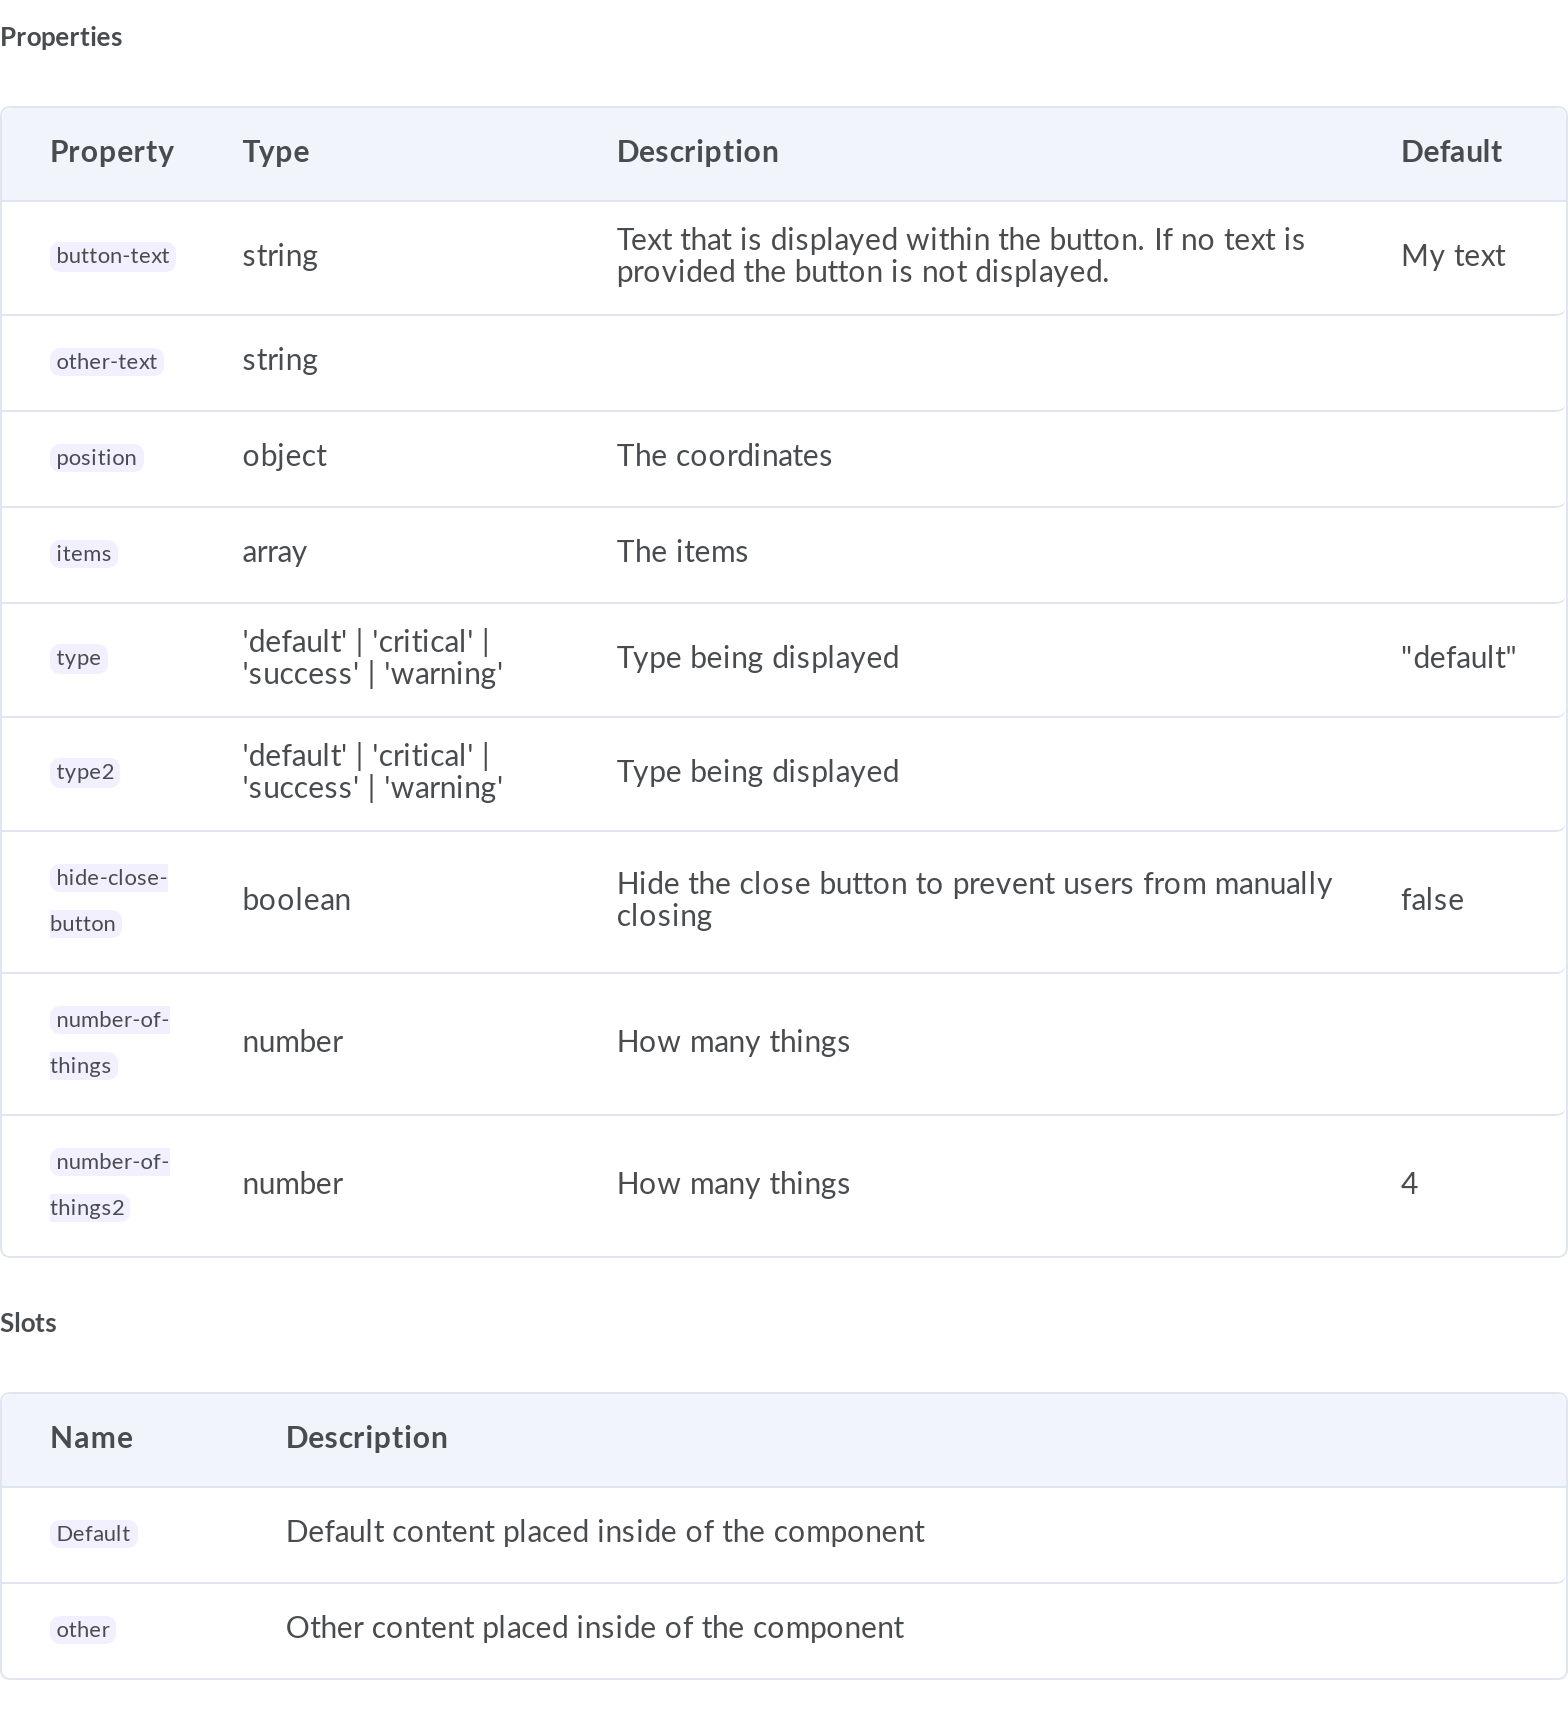 Properties
Property Type Description Default
button-text string Text that is displayed within the button. If no text is
provided the button is not displayed. My text
other-text string
position object The coordinates
items array The items
type 'default' | 'critical' |
'success' | 'warning' Type being displayed "default"
type2 'default' | 'critical' |
'success' | 'warning' Type being displayed
hide-close-
button boolean Hide the close button to prevent users from manually
closing false
number-of-
things number How many things
number-of-
things2 number How many things 4
Slots
Name Description
Default Default content placed inside of the component
other Other content placed inside of the component